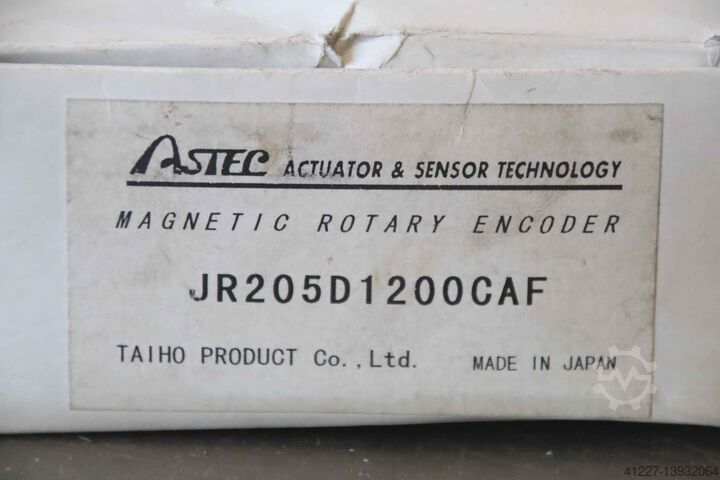 ASTEC ACTUATOR & SENSOR TECHNOLOGY
MAGNETIC ROTARY ENCODER
JR205D1200CAF
TAIHO PRODUCT Co.,Ltd. MADE IN JAPAN
41227-13932064